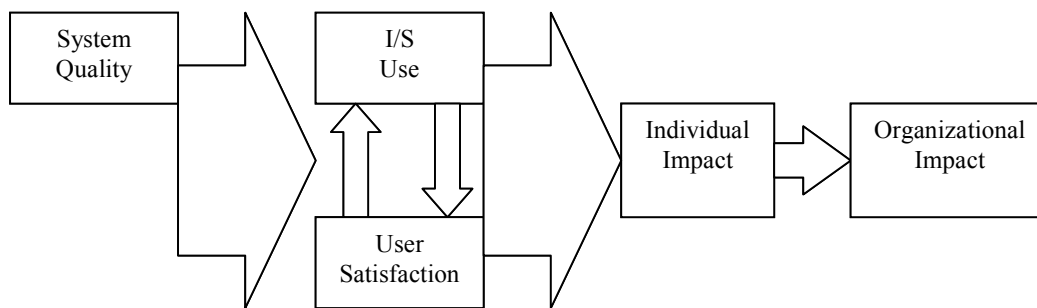 System
Quality
I/S
Use
User
Satisfaction
Individual
Impact
Organizational
Impact